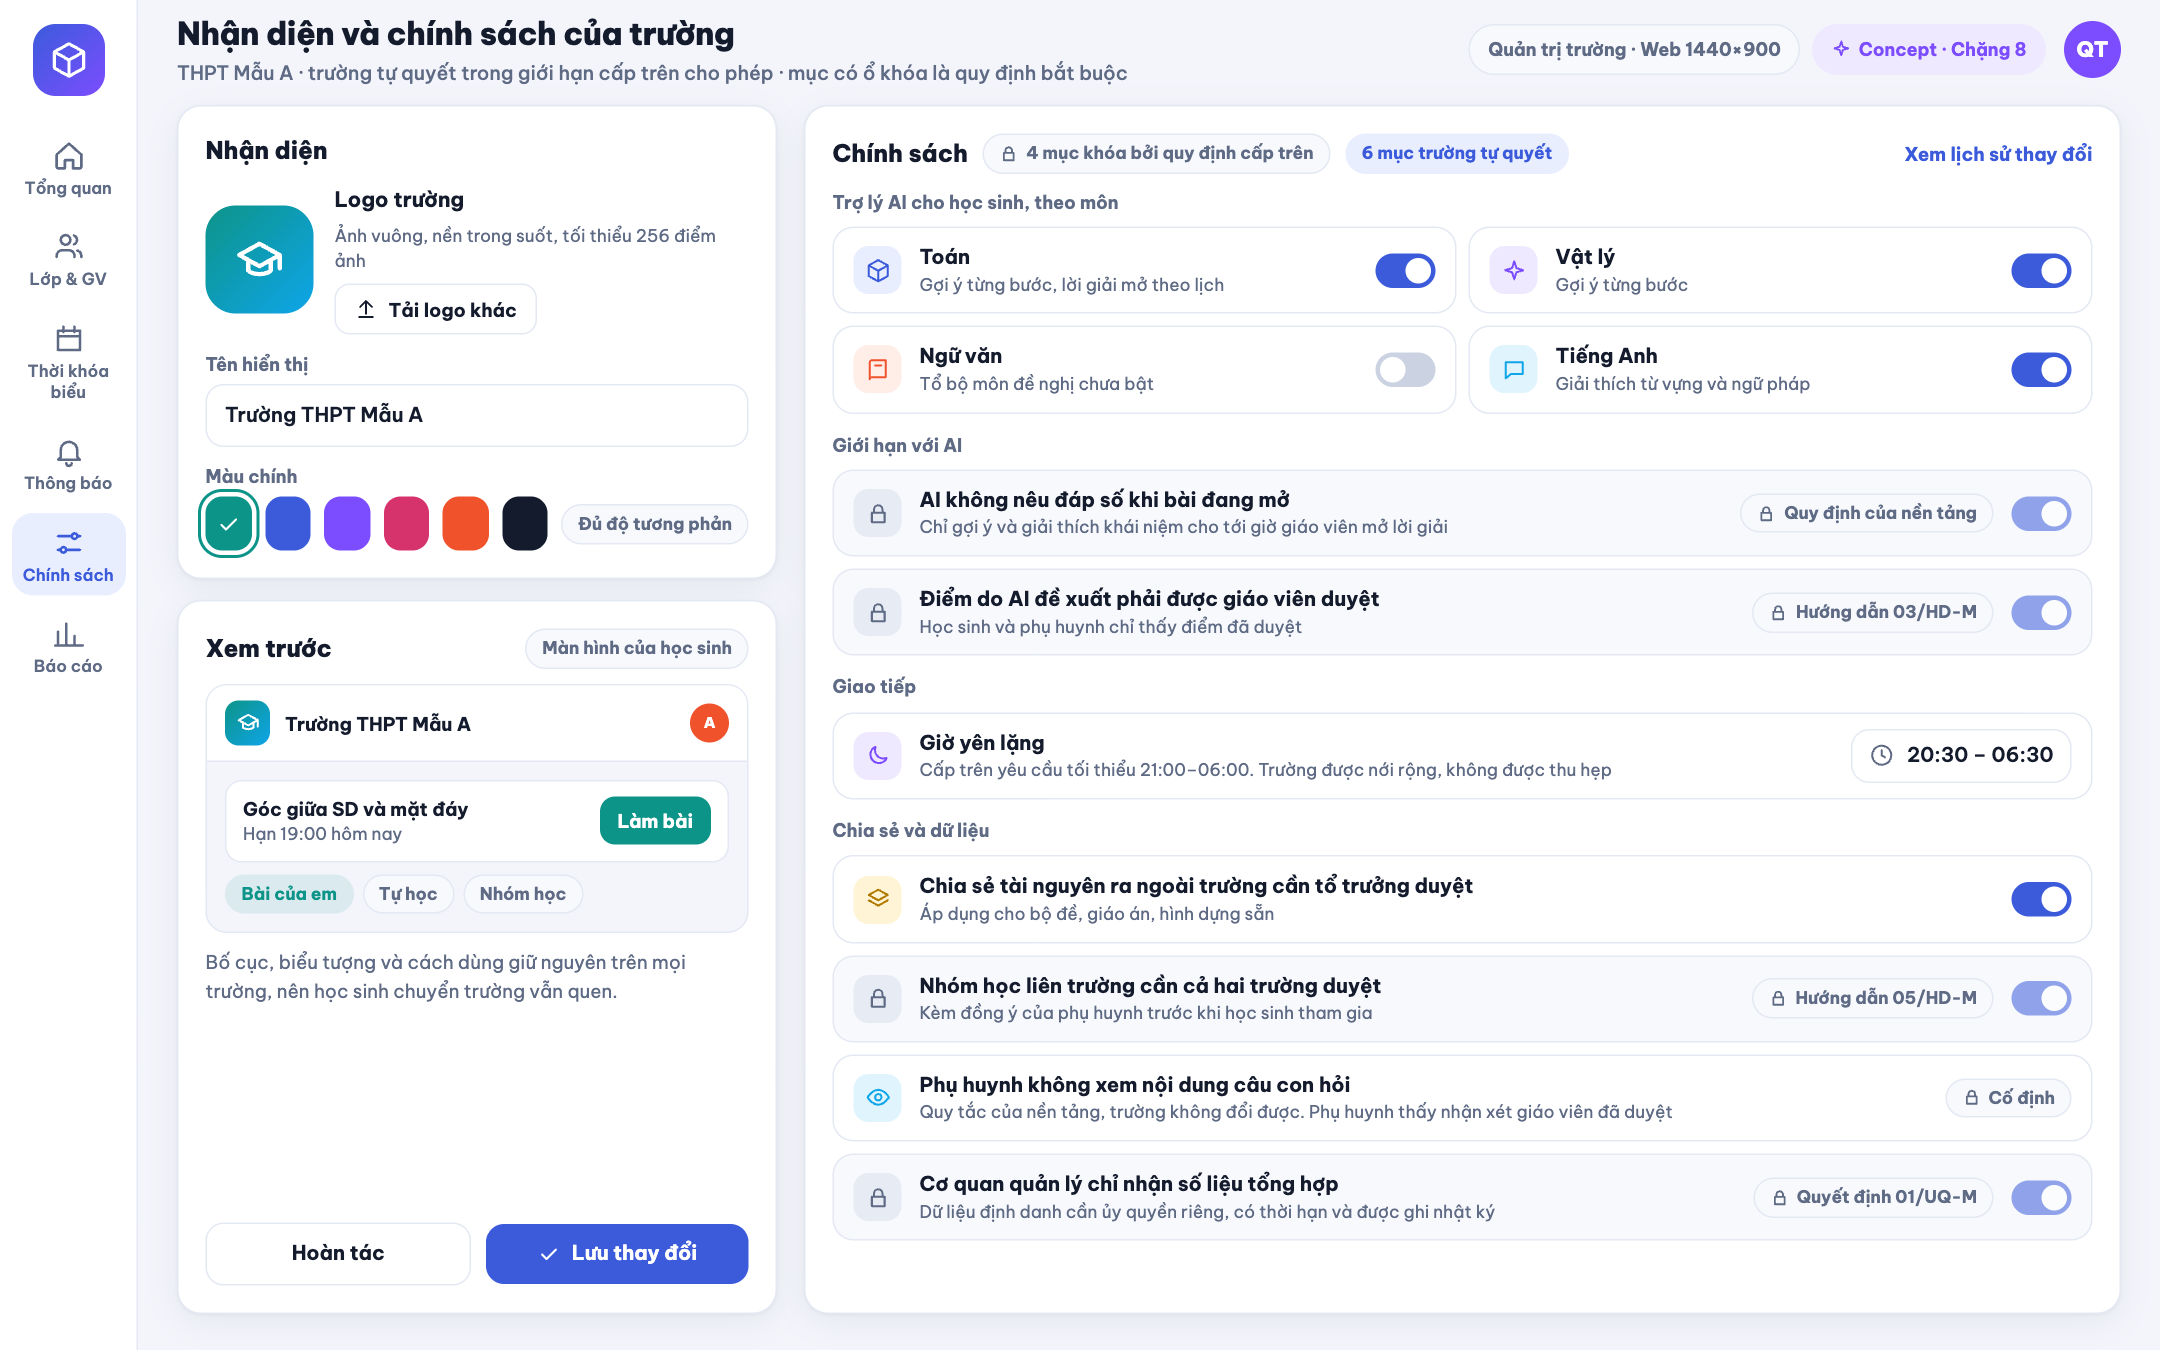 Nhận diện và chính sách của trường
THPT Mẫu A · trường tự quyết trong giới hạn cấp trên cho phép · mục có ổ khóa là quy định bắt buộc
Quản trị trường · Web 1440×900
Concept · Chặng 8
QT
Tổng quan
Lớp & GV
Thời khóa
biểu
Thông báo
Chính sách
Báo cáo
Nhận diện
Logo trường
Ảnh vuông, nền trong suốt, tối thiểu 256 điểm
ảnh
Tải logo khác
Tên hiển thị
Trường THPT Mẫu A
Màu chính
Đủ độ tương phản
Xem trước
Màn hình của học sinh
Trường THPT Mẫu A
A
Góc giữa SD và mặt đáy
Hạn 19:00 hôm nay
Làm bài
Bài của em
Tự học
Nhóm học
Bố cục, biểu tượng và cách dùng giữ nguyên trên mọi
trường, nên học sinh chuyển trường vẫn quen.
Hoàn tác
Lưu thay đổi
Chính sách
4 mục khóa bởi quy định cấp trên
6 mục trường tự quyết
Xem lịch sử thay đổi
Trợ lý AI cho học sinh, theo môn
Toán
Gợi ý từng bước, lời giải mở theo lịch
Vật lý
Gợi ý từng bước
Ngữ văn
Tổ bộ môn đề nghị chưa bật
Tiếng Anh
Giải thích từ vựng và ngữ pháp
Giới hạn với AI
AI không nêu đáp số khi bài đang mở
Chỉ gợi ý và giải thích khái niệm cho tới giờ giáo viên mở lời giải
Quy định của nền tảng
Điểm do AI đề xuất phải được giáo viên duyệt
Học sinh và phụ huynh chỉ thấy điểm đã duyệt
Hướng dẫn 03/HD-M
Giao tiếp
Giờ yên lặng
Cấp trên yêu cầu tối thiểu 21:00–06:00. Trường được nới rộng, không được thu hẹp
20:30 – 06:30
Chia sẻ và dữ liệu
Chia sẻ tài nguyên ra ngoài trường cần tổ trưởng duyệt
Áp dụng cho bộ đề, giáo án, hình dựng sẵn
Nhóm học liên trường cần cả hai trường duyệt
Kèm đồng ý của phụ huynh trước khi học sinh tham gia
Hướng dẫn 05/HD-M
Phụ huynh không xem nội dung câu con hỏi
Quy tắc của nền tảng, trường không đổi được. Phụ huynh thấy nhận xét giáo viên đã duyệt
Cố định
Cơ quan quản lý chỉ nhận số liệu tổng hợp
Dữ liệu định danh cần ủy quyền riêng, có thời hạn và được ghi nhật ký
Quyết định 01/UQ-M